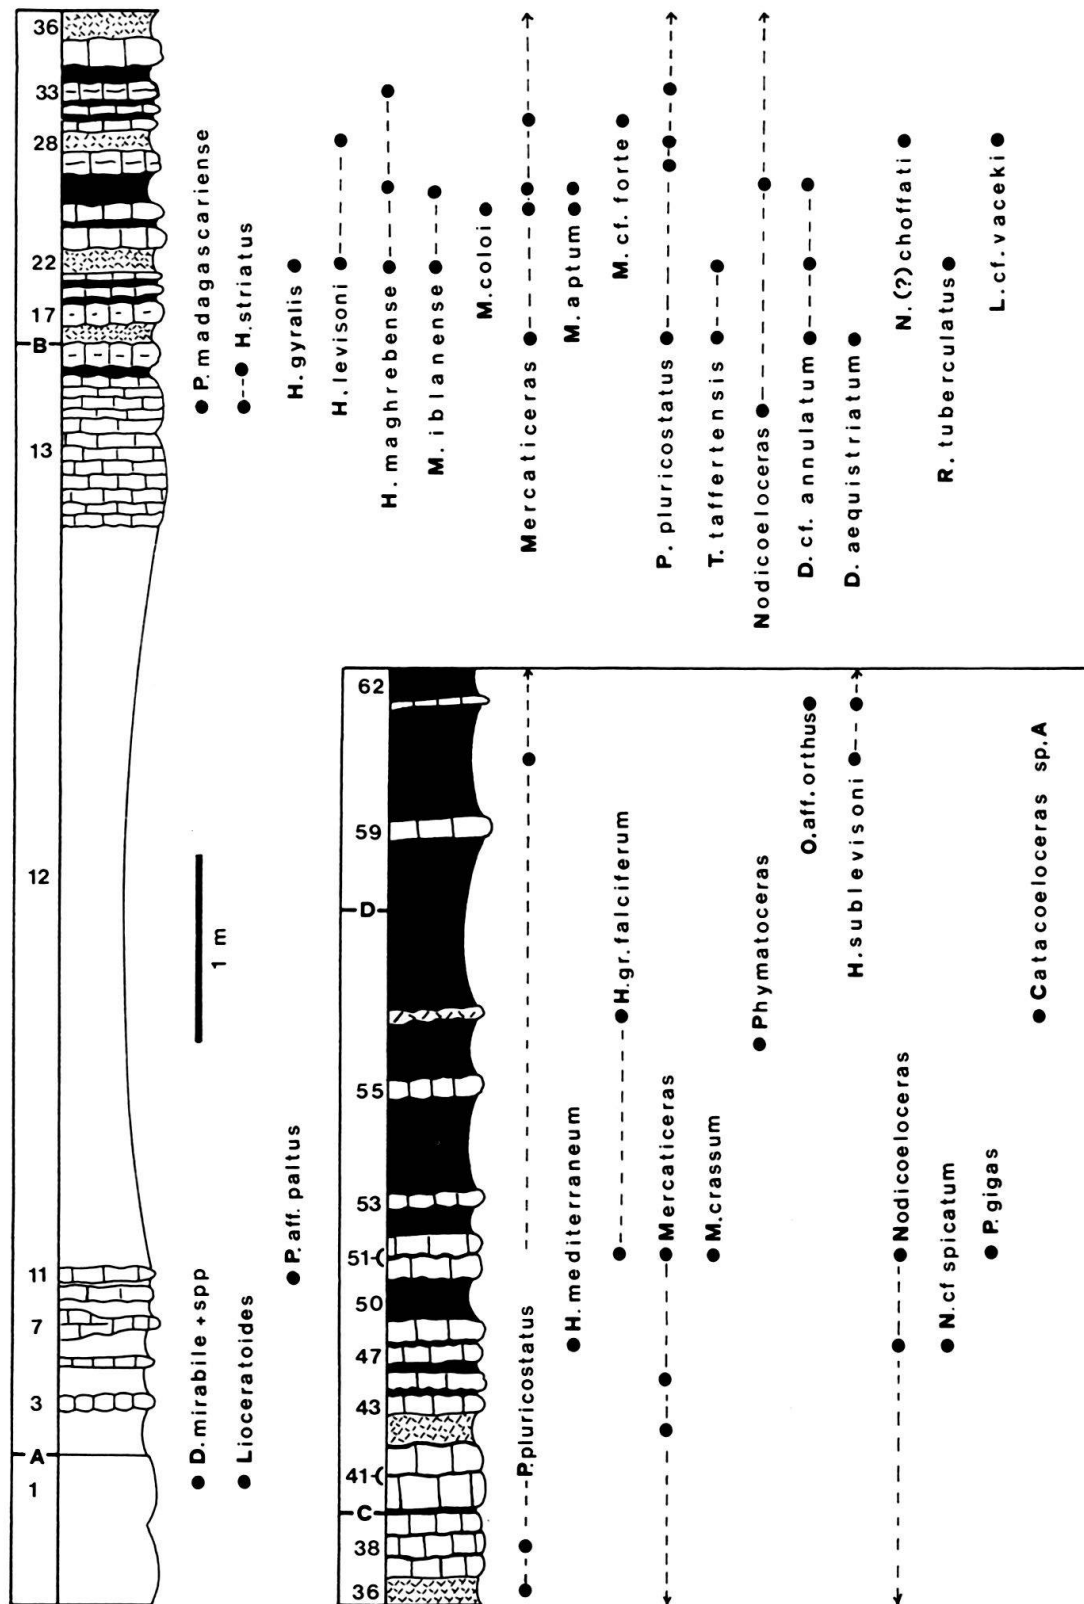 36
33
28
22
17
B
13
12
11
7
3
A
1
1 m
P. madagascariense
H. striatus
H. gyralis
H. levisoni
H. maghrebense
M. iblanense
M. coloi
Mercaticeras
M. aptum
M. cf. forte
P. pluricostatus
T. taffertensis
Nodicoeloceras
D. cf. annulatum
D. aequistriatum
N. (?) choffati
R. tuberculatus
L. cf. vaceki
D. mirabile + spp
Lioceratoides
P. aff. paltus
62
59
D
55
53
51
50
47
43
41
C
38
36
P. pluricostatus
H. mediterraneum
H. gr. falciferum
Mercaticeras
M. crassum
Phymatoceras
O. aff. orthus
H. sublevisoni
Nodicoeloceras
N. cf spicatum
P. gigas
Catacoeloceras sp. A